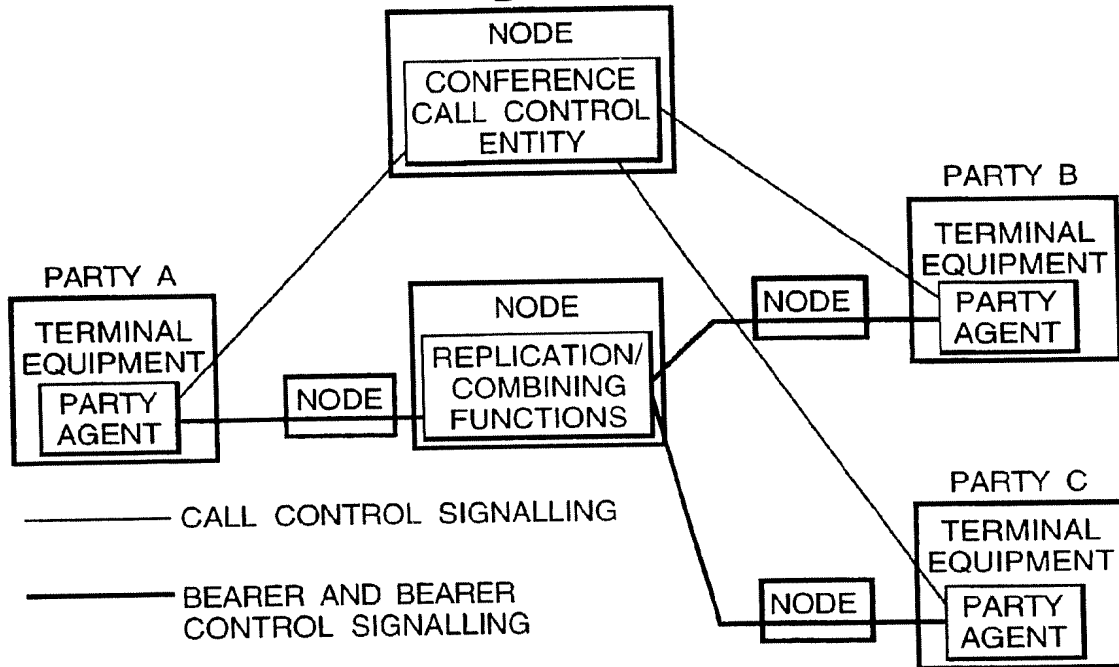 NODE
CONFERENCE
CALL CONTROL
ENTITY
PARTY B
TERMINAL
EQUIPMENT
PARTY
AGENT
NODE
PARTY A
TERMINAL
EQUIPMENT
PARTY
AGENT
NODE
NODE
REPLICATION/
COMBINING
FUNCTIONS
PARTY C
TERMINAL
EQUIPMENT
PARTY
AGENT
NODE
CALL CONTROL SIGNALLING
BEARER AND BEARER
CONTROL SIGNALLING